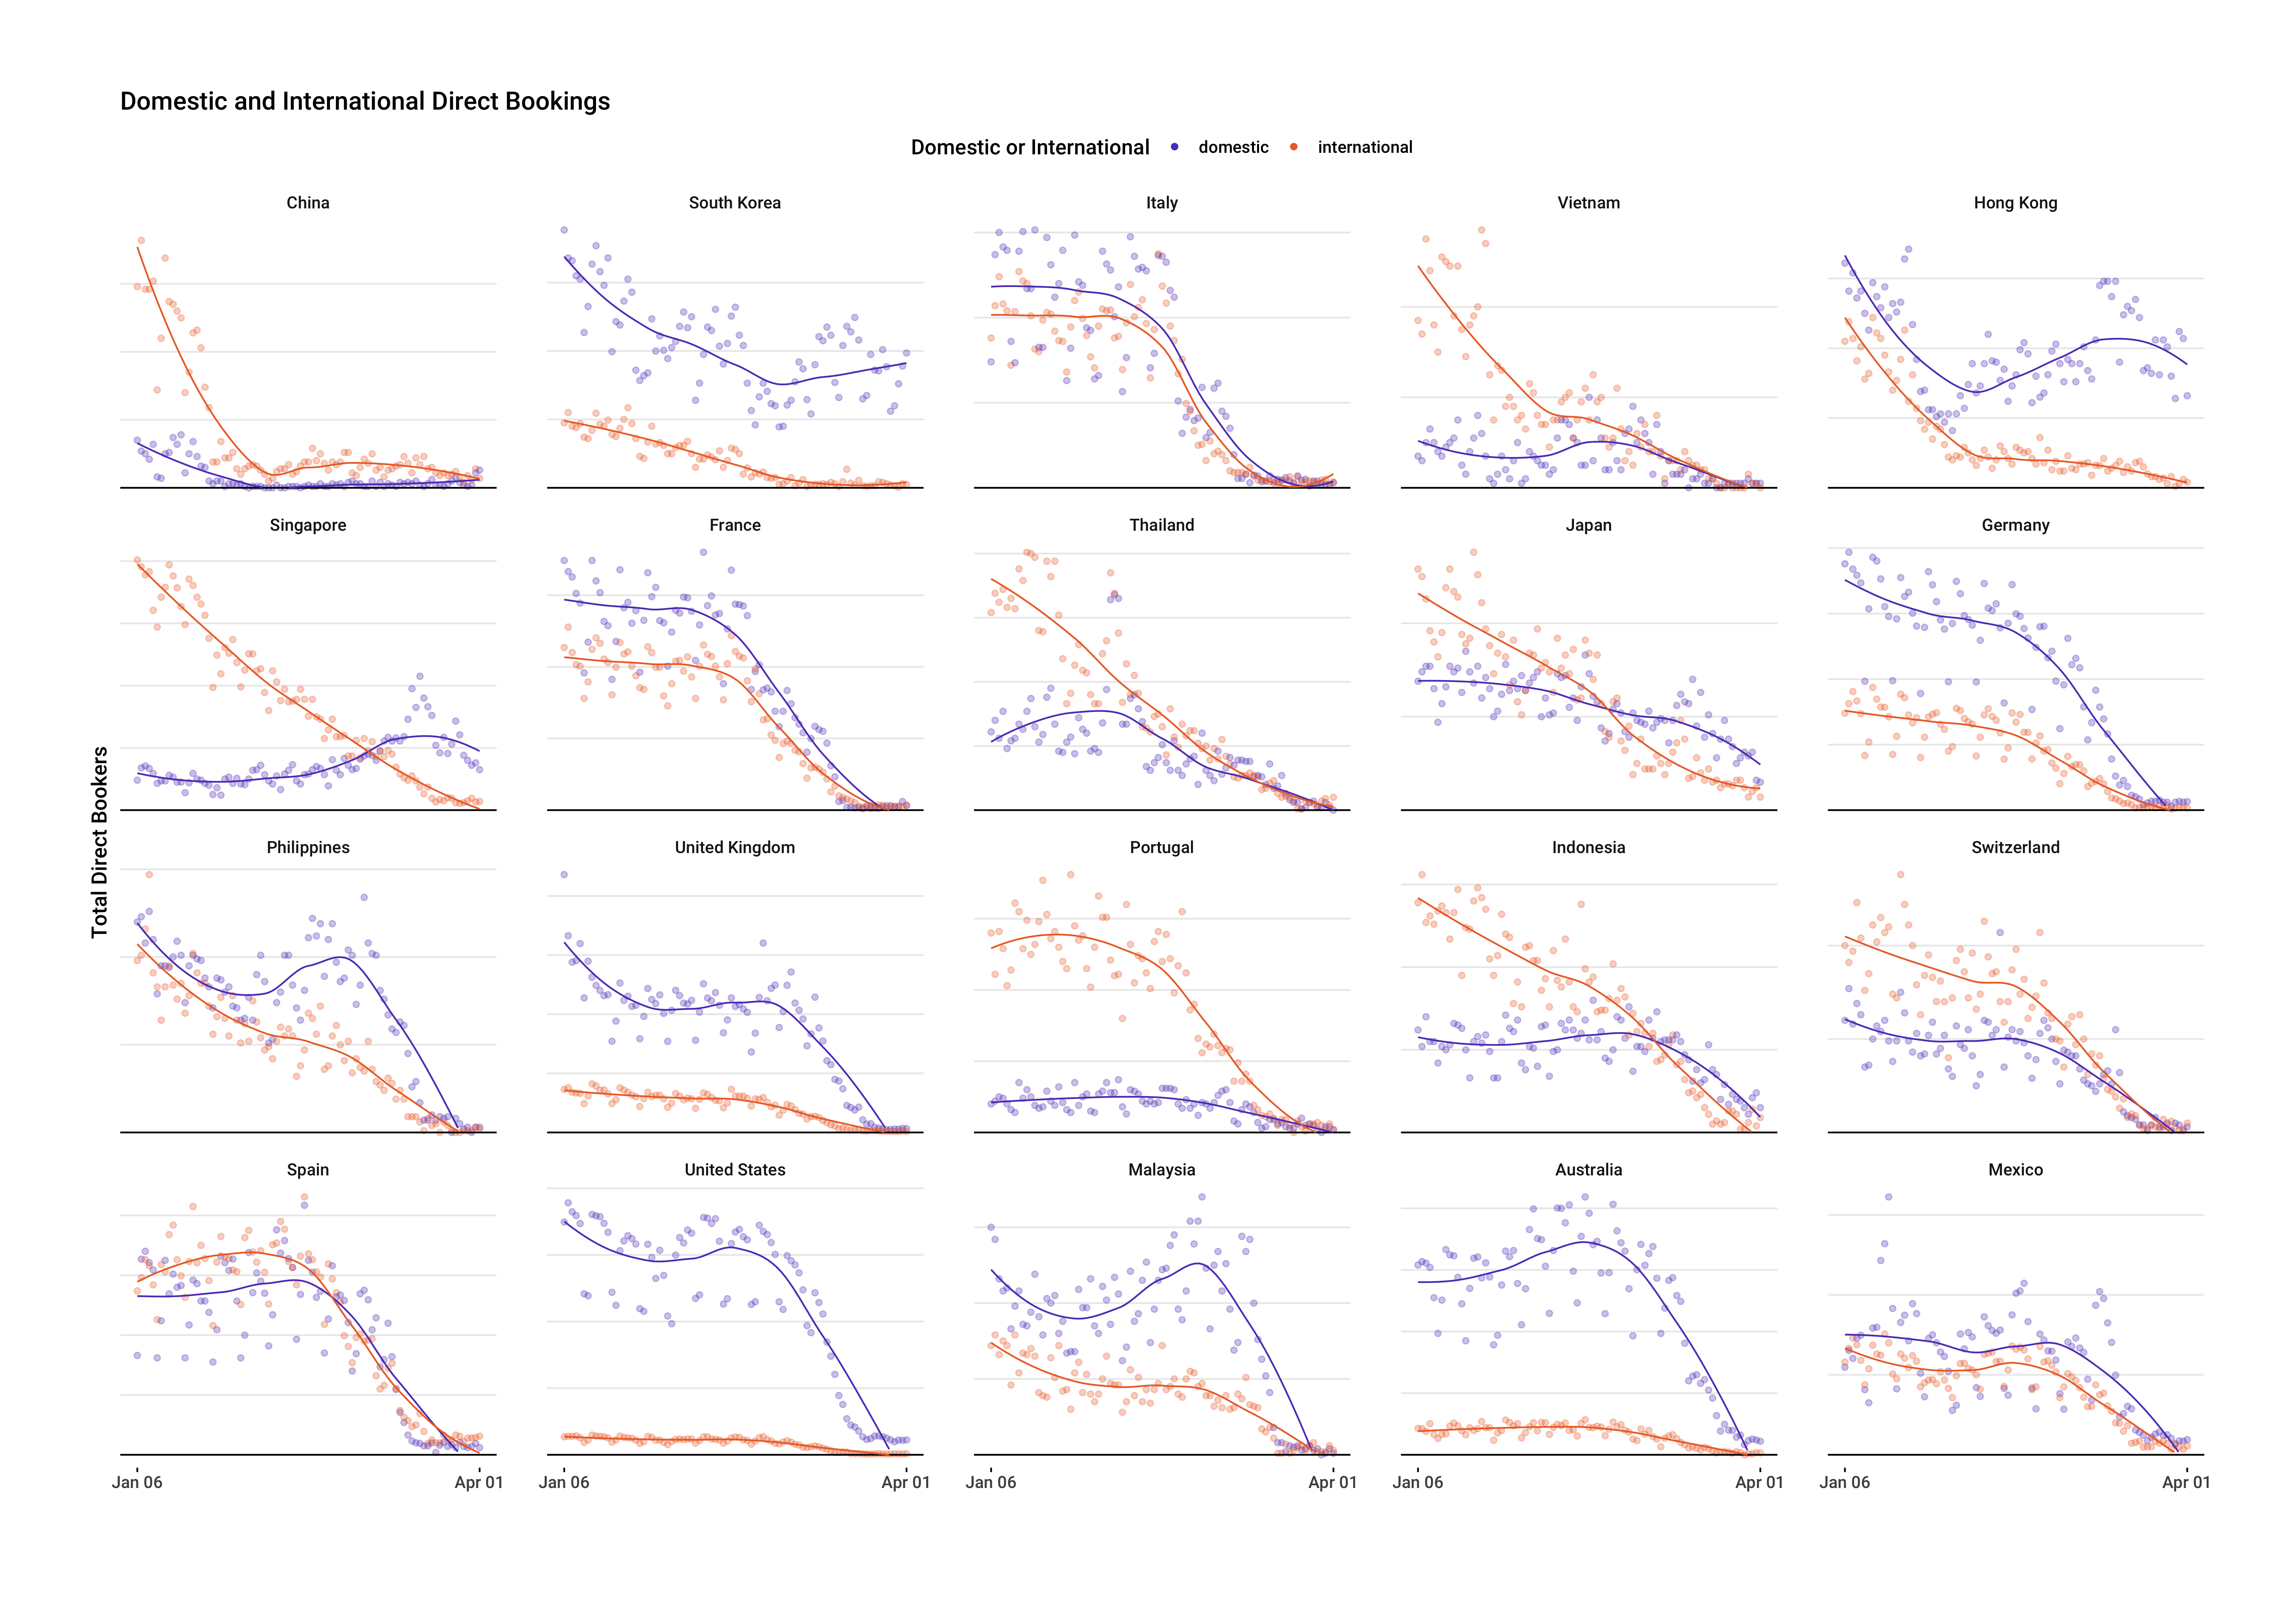 Domestic and International Direct Bookings
Domestic or International domestic international
China South Korea Italy Vietnam Hong Kong
Singapore France Thailand Japan Germany
Total Direct Bookers
Philippines United Kingdom Portugal Indonesia Switzerland
Spain United States Malaysia Australia Mexico
Jan 06 Apr 01 Jan 06 Apr 01 Jan 06 Apr 01 Jan 06 Apr 01 Jan 06 Apr 01